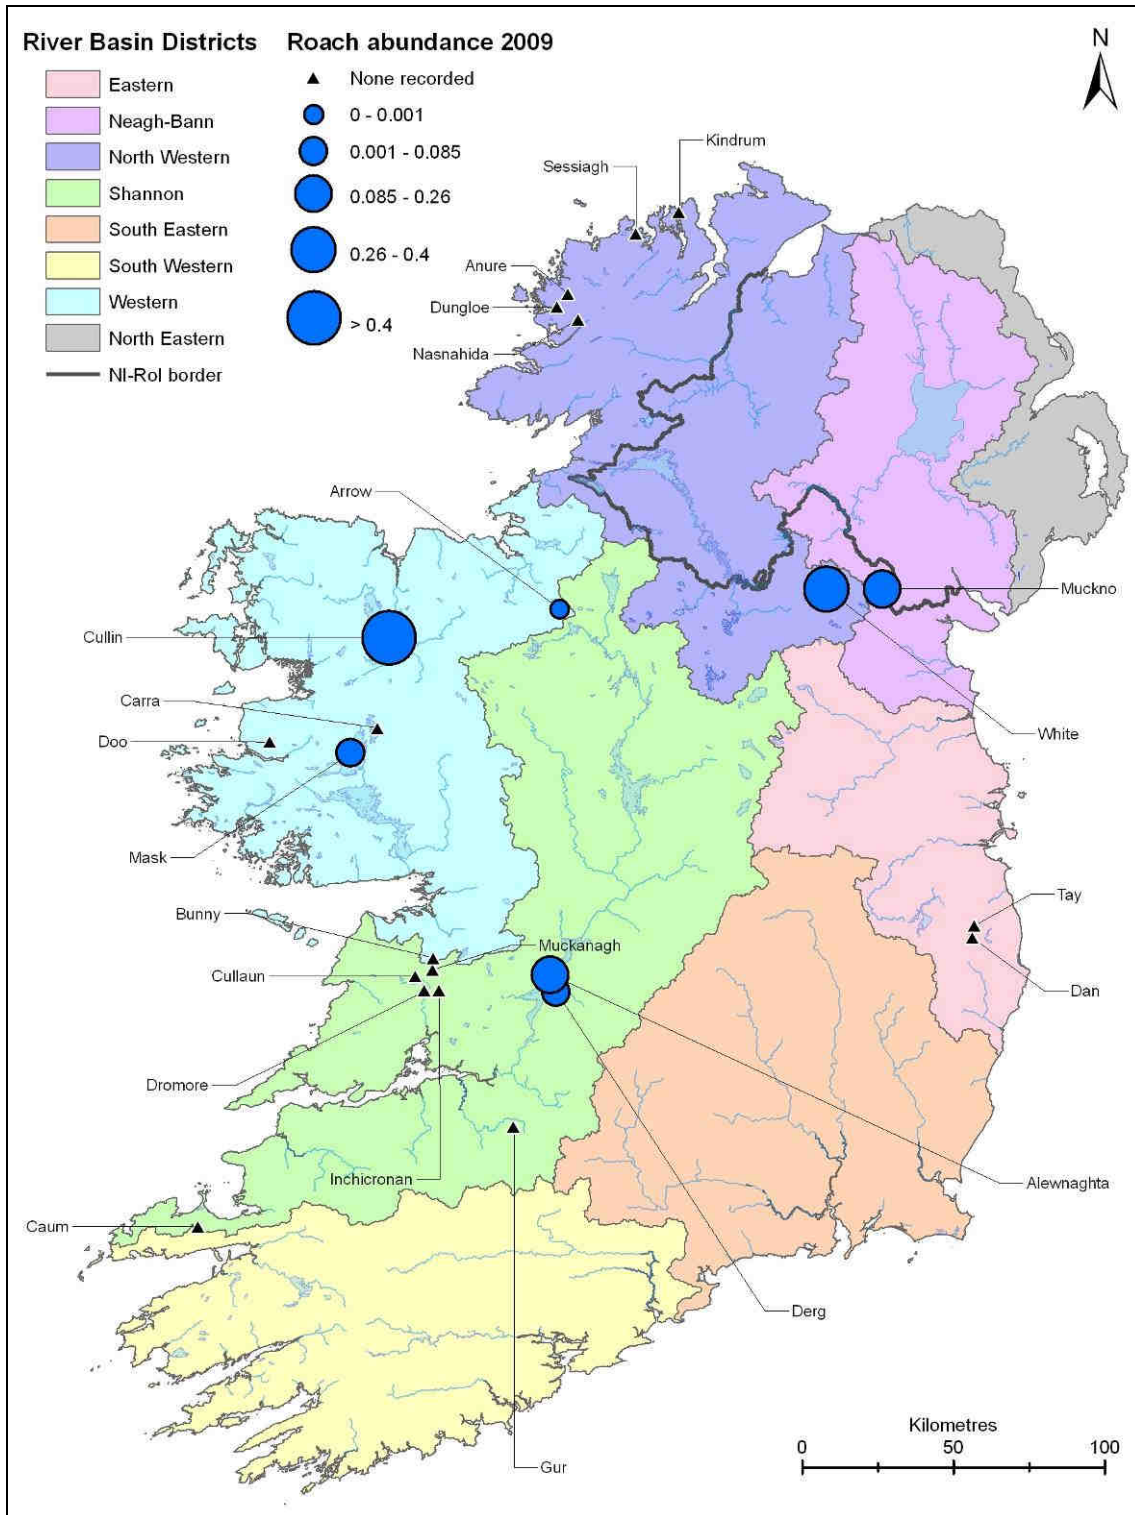 River Basin Districts
Eastern
Neagh-Bann
North Western
Shannon
South Eastern
South Western
Western
North Eastern
NI-RoI border
Roach abundance 2009
None recorded
0 - 0.001
0.001 - 0.085
0.085 - 0.26
0.26 - 0.4
> 0.4
N
Kindrum
Sessiagh
Anure
Dungloe
Nasnahida
Arrow
Muckno
Cullin
Carra
White
Doo
Mask
Tay
Bunny
Muckanagh
Cullaun
Dan
Dromore
Inchicronan
Alewnaghta
Caum
Derg
Gur
Kilometres
0 50 100